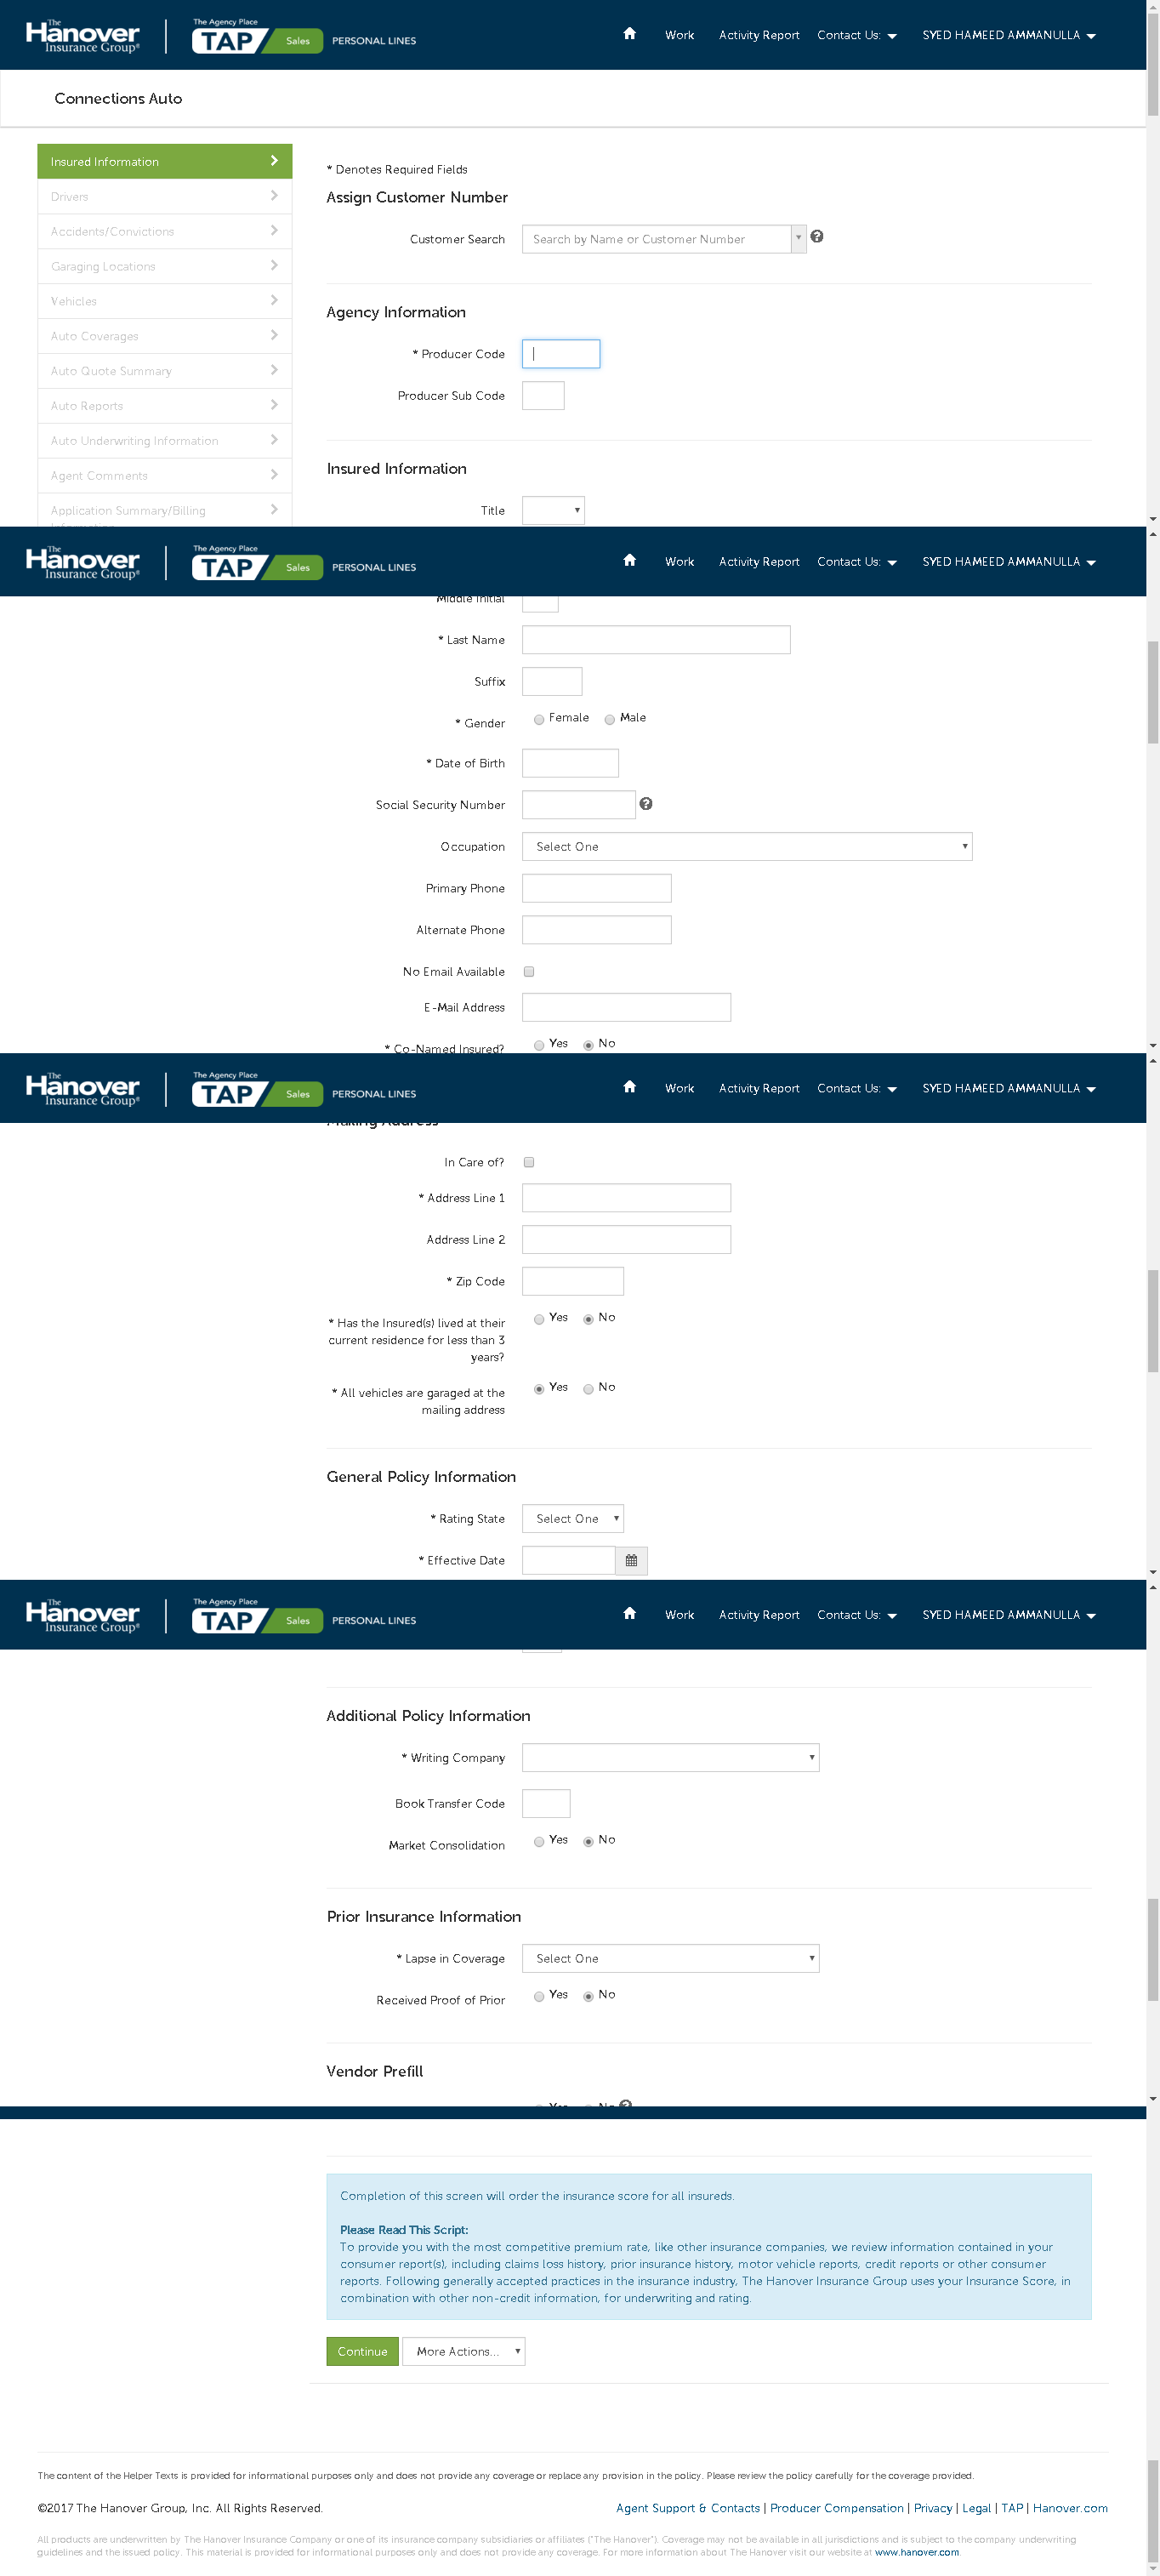 The Hanover Insurance Group®
The Agency Place
TAP Sales PERSONAL LINES
Work Activity Report Contact Us: SYED HAMEED AMMANULLA
Connections Auto
Insured Information
Drivers
Accidents/Convictions
Garaging Locations
Vehicles
Auto Coverages
Auto Quote Summary
Auto Reports
Auto Underwriting Information
Agent Comments
Application Summary/Billing
Information
* Denotes Required Fields
Assign Customer Number
Customer Search Search by Name or Customer Number
Agency Information
* Producer Code
Producer Sub Code
Insured Information
Title
The Hanover Insurance Group®
The Agency Place
TAP Sales PERSONAL LINES
Work Activity Report Contact Us: SYED HAMEED AMMANULLA
Middle Initial
* Last Name
Suffix
* Gender Female Male
* Date of Birth
Social Security Number
Occupation Select One
Primary Phone
Alternate Phone
No Email Available
E-Mail Address
* Co-Named Insured? Yes No
The Hanover Insurance Group®
The Agency Place
TAP Sales PERSONAL LINES
Work Activity Report Contact Us: SYED HAMEED AMMANULLA
Mailing Address
In Care of?
* Address Line 1
Address Line 2
* Zip Code
* Has the Insured(s) lived at their Yes No
current residence for less than 3
years?
* All vehicles are garaged at the Yes No
mailing address
General Policy Information
* Rating State Select One
* Effective Date
The Hanover Insurance Group®
The Agency Place
TAP Sales PERSONAL LINES
Work Activity Report Contact Us: SYED HAMEED AMMANULLA
Additional Policy Information
* Writing Company
Book Transfer Code
Market Consolidation Yes No
Prior Insurance Information
* Lapse in Coverage Select One
Received Proof of Prior Yes No
Vendor Prefill
Yes No
Completion of this screen will order the insurance score for all insureds.
Please Read This Script:
To provide you with the most competitive premium rate, like other insurance companies, we review information contained in your
consumer report(s), including claims loss history, prior insurance history, motor vehicle reports, credit reports or other consumer
reports. Following generally accepted practices in the insurance industry, The Hanover Insurance Group uses your Insurance Score, in
combination with other non-credit information, for underwriting and rating.
Continue More Actions...
The content of the Helper Texts is provided for informational purposes only and does not provide any coverage or replace any provision in the policy. Please review the policy carefully for the coverage provided.
©2017 The Hanover Group, Inc. All Rights Reserved. Agent Support & Contacts | Producer Compensation | Privacy | Legal | TAP | Hanover.com
All products are underwritten by The Hanover Insurance Company or one of its insurance company subsidiaries or affiliates ("The Hanover"). Coverage may not be available in all jurisdictions and is subject to the company underwriting
guidelines and the issued policy. This material is provided for informational purposes only and does not provide any coverage. For more information about The Hanover visit our website at www.hanover.com.